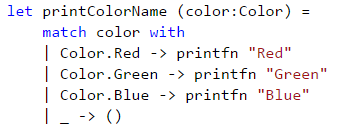 let printColorName (color:Color) =
    match color with
    | Color.Red -> printfn "Red"
    | Color.Green -> printfn "Green"
    | Color.Blue -> printfn "Blue"
    | _ -> ()